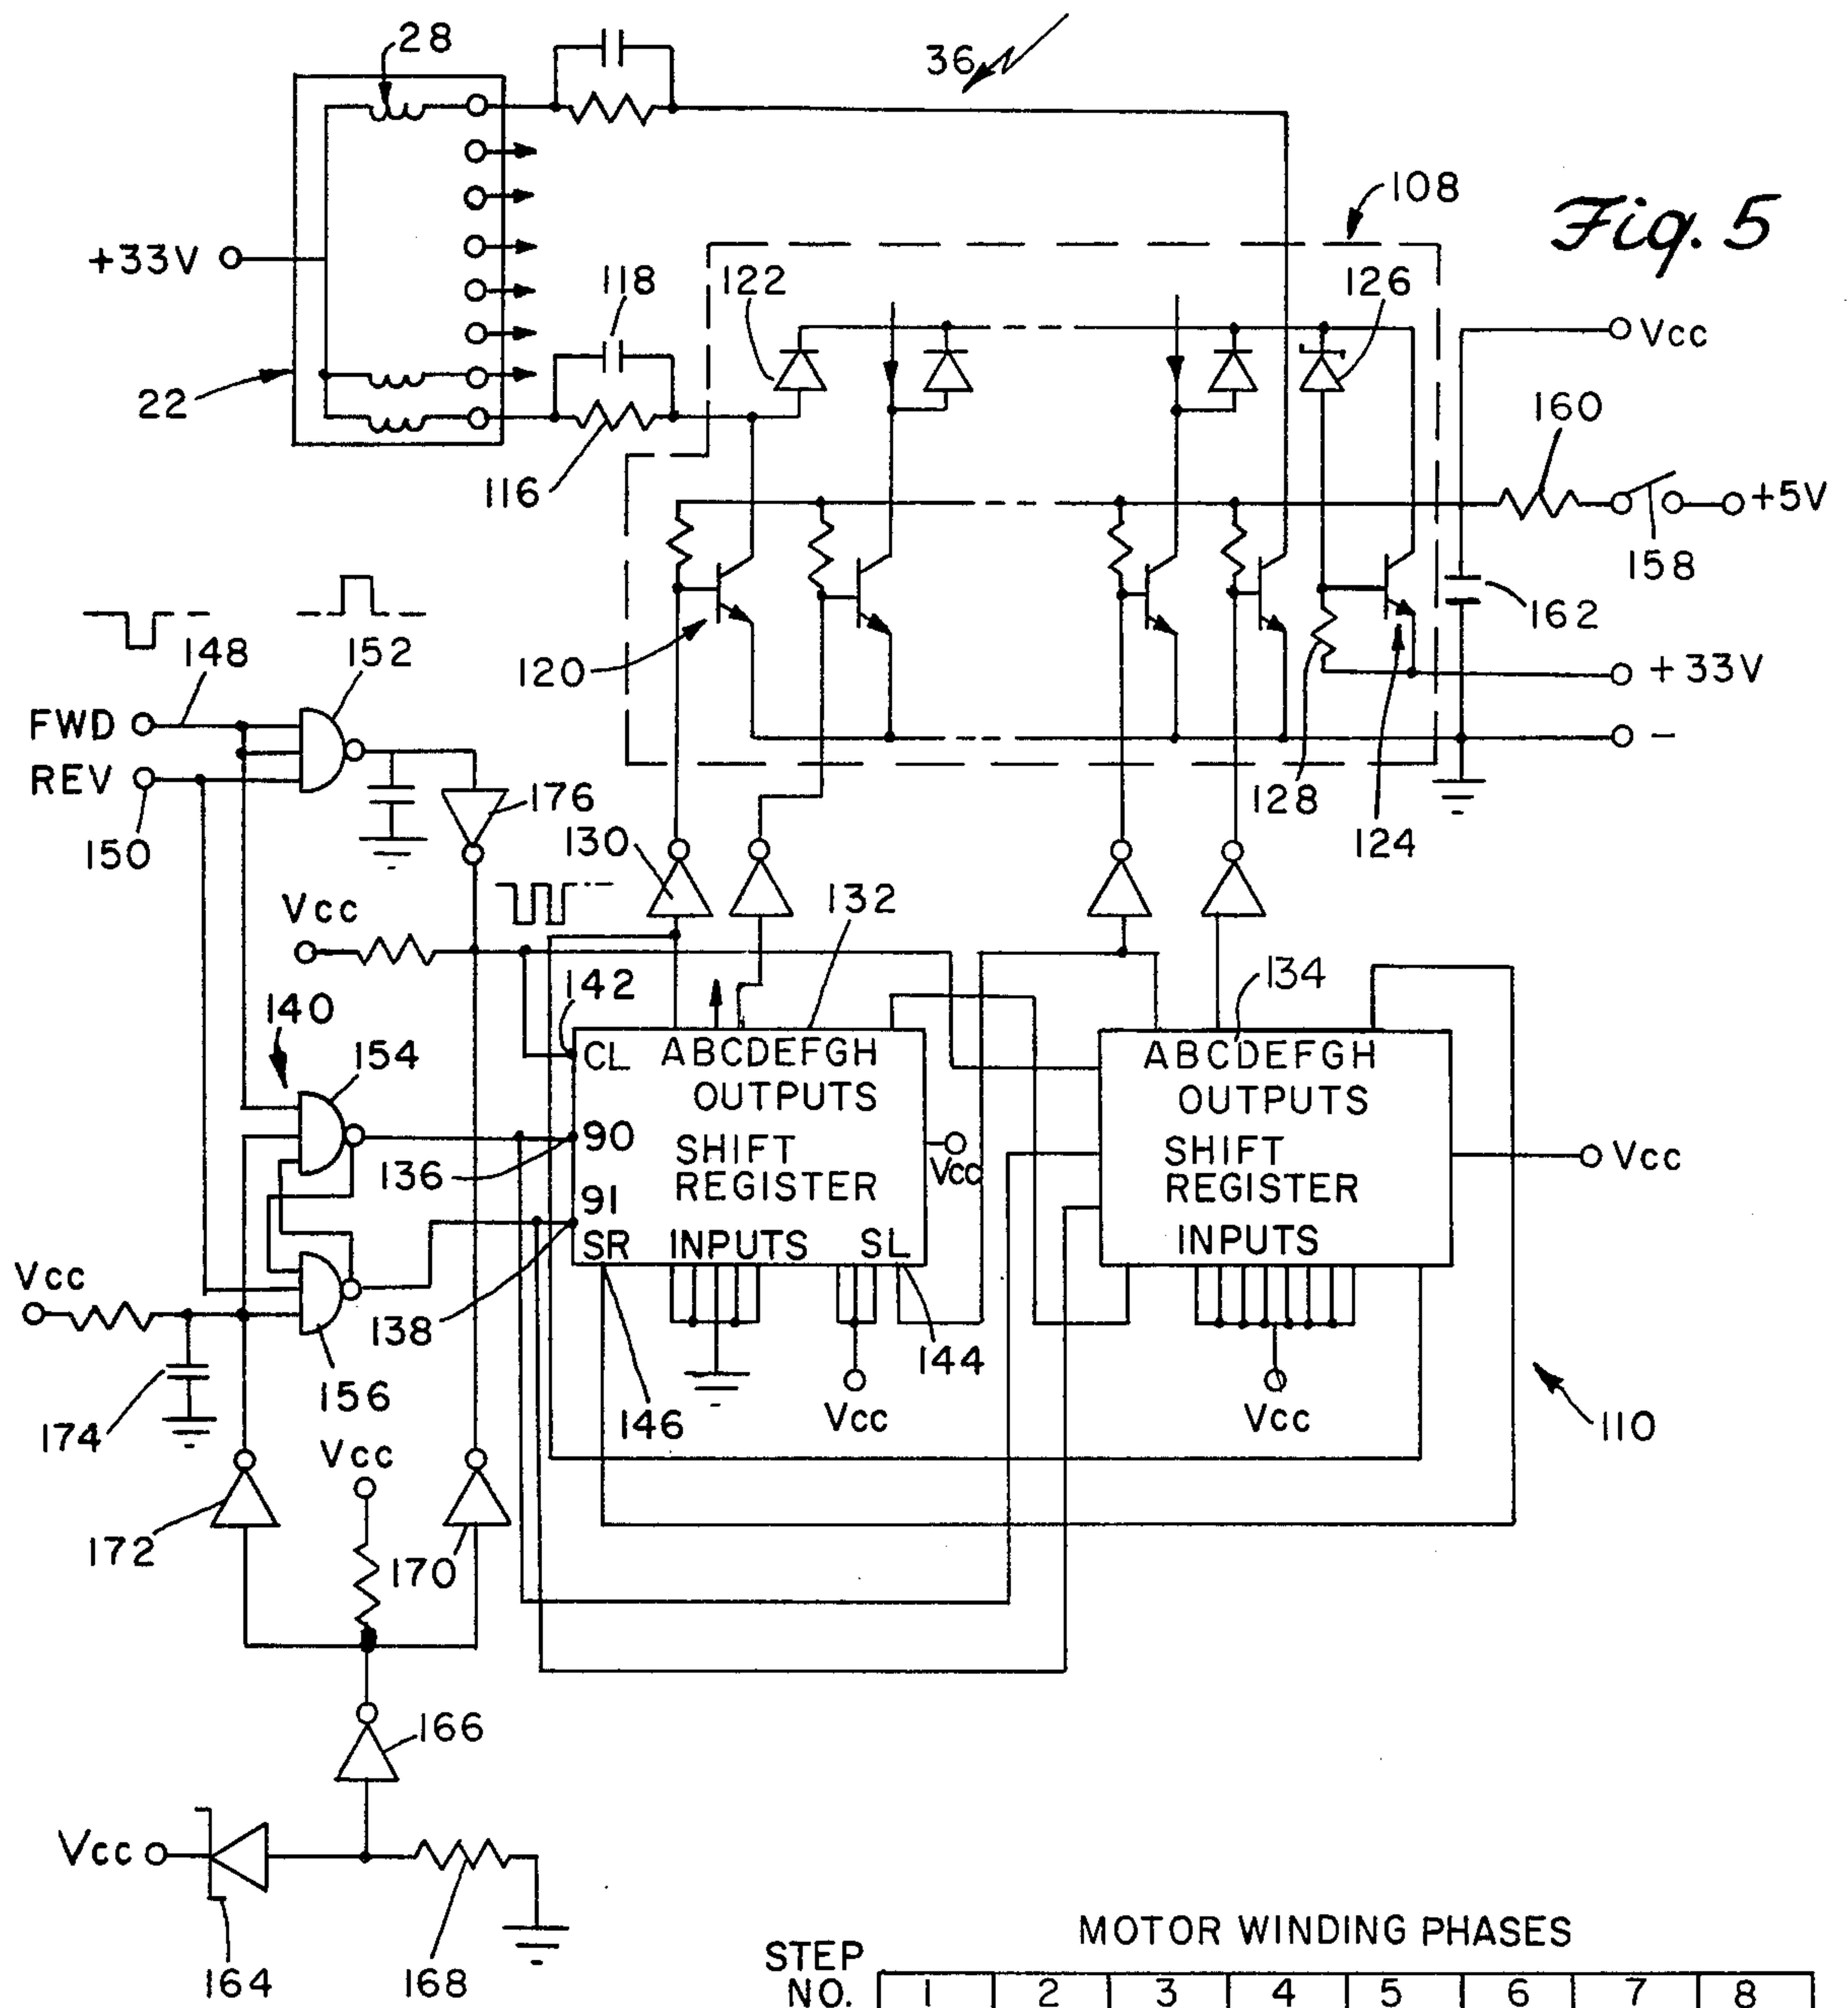 28
36
108
Fig. 5
+33V
118
122
126
Vcc
22
160
116
+5V
158
162
148
152
120
+33V
FWD
REV
-
176
128
150
130
124
Vcc
132
142
134
140
154
CL
ABCDEFGH
ABCDEFGH
OUTPUTS
OUTPUTS
90
SHIFT
REGISTER
SHIFT
REGISTER
Vcc
Vcc
136
91
SR
INPUTS
SL
INPUTS
Vcc
138
144
156
146
Vcc
Vcc
174
110
Vcc
172
170
166
Vcc
164
168
MOTOR WINDING PHASES
STEP
NO.
1 2 3 4 5 6 7 8